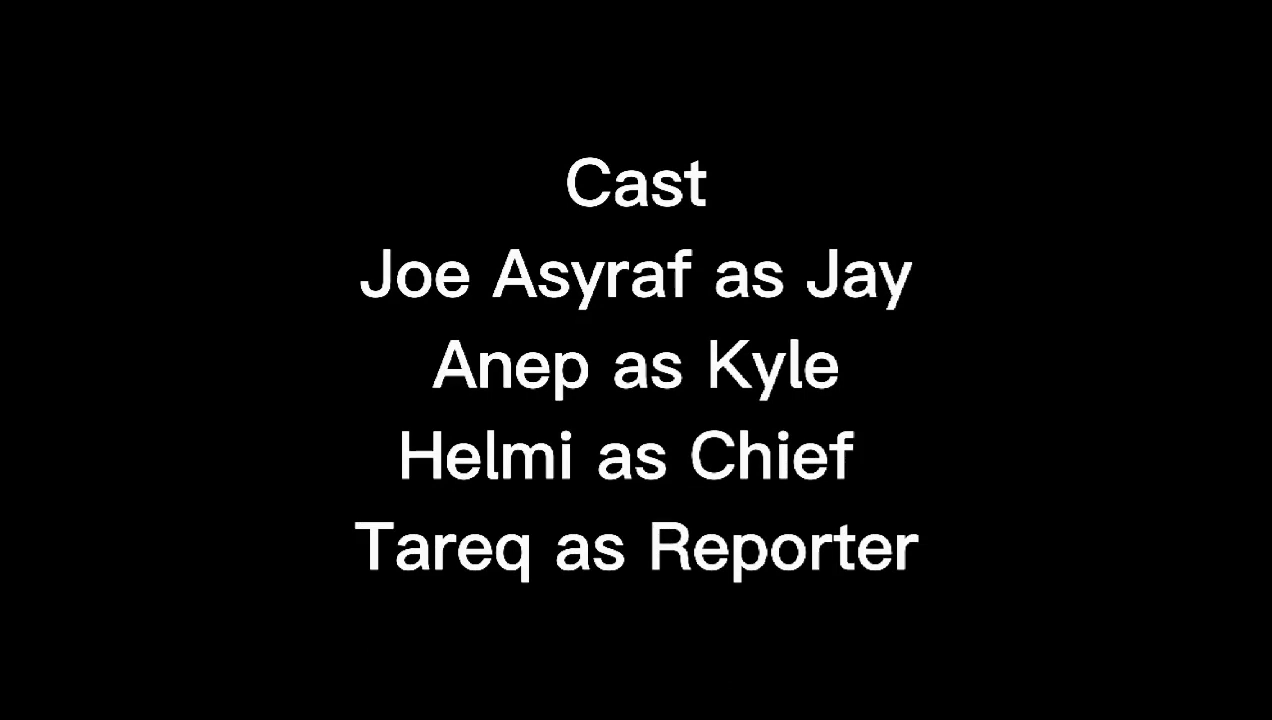 Cast
Joe Asyraf as Jay
Anep as Kyle
Helmi as Chief
Tareq as Reporter